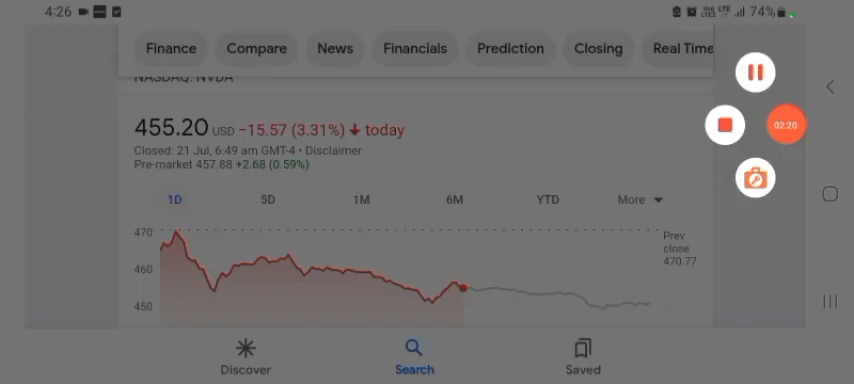 4:26 VoLTE2 LTE 74%
Finance Compare News Financials Prediction Closing Real Time
NASDAQ: NVDA
455.20 USD −15.57 (3.31%) today
Closed: 21 Jul, 6:49 am GMT-4 • Disclaimer
Pre-market 457.88 +2.68 (0.59%)
1D 5D 1M 6M YTD More
470
460
450
Prev
close
470.77
02:20
Discover Search Saved